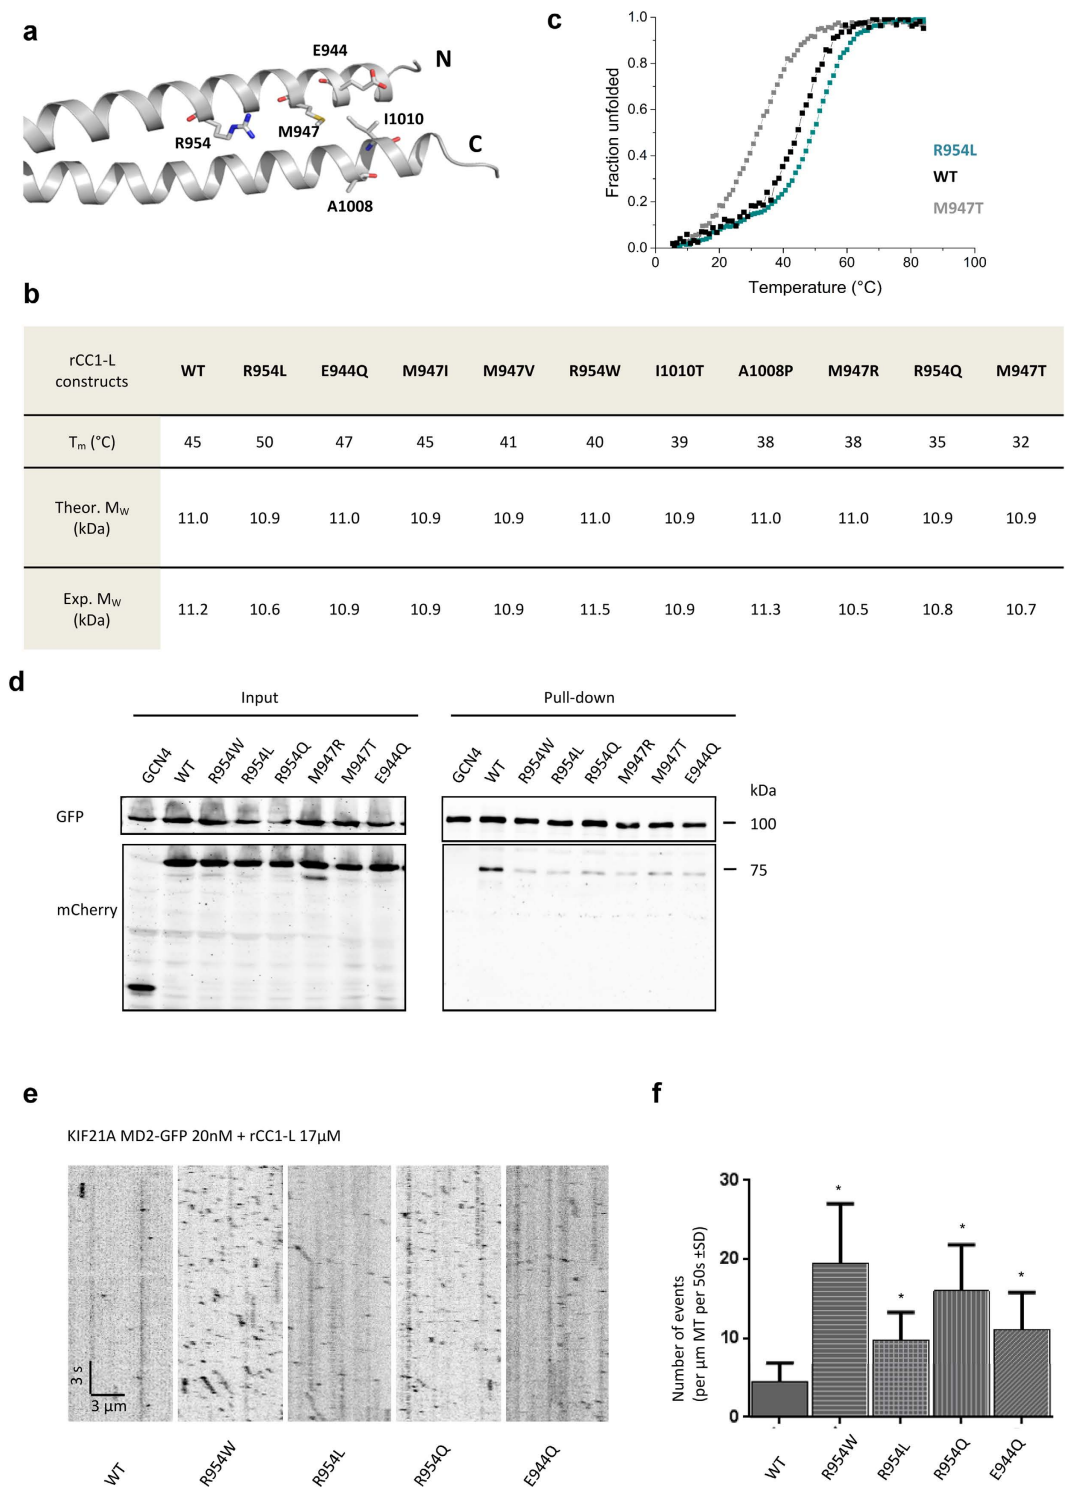 a
E944
N
I1010
R954
M947
C
A1008
c
Fraction unfolded
1.0
0.8
0.6
0.4
0.2
0.0
0
20
40
60
80
100
Temperature (°C)
R954L
WT
M947T
b
rCC1-L constructs WT R954L E944Q M947I M947V R954W I1010T A1008P M947R R954Q M947T
Tm (°C) 45 50 47 45 41 40 39 38 38 35 32
Theor. MW (kDa) 11.0 10.9 11.0 10.9 10.9 11.0 10.9 11.0 11.0 10.9 10.9
Exp. MW (kDa) 11.2 10.6 10.9 10.9 10.9 11.5 10.9 11.3 10.5 10.8 10.7
d
Input
Pull-down
GCN4 WT R954W R954L R954Q M947R M947T E944Q
GCN4 WT R954W R954L R954Q M947R M947T E944Q
kDa
GFP
100
75
mCherry
e
KIF21A MD2-GFP 20nM + rCC1-L 17µM
3 s
3 µm
WT
R954W
R954L
R954Q
E944Q
f
Number of events
(per µm MT per 50s ±SD)
30
20
10
0
*
*
*
*
WT
R954W
R954L
R954Q
E944Q